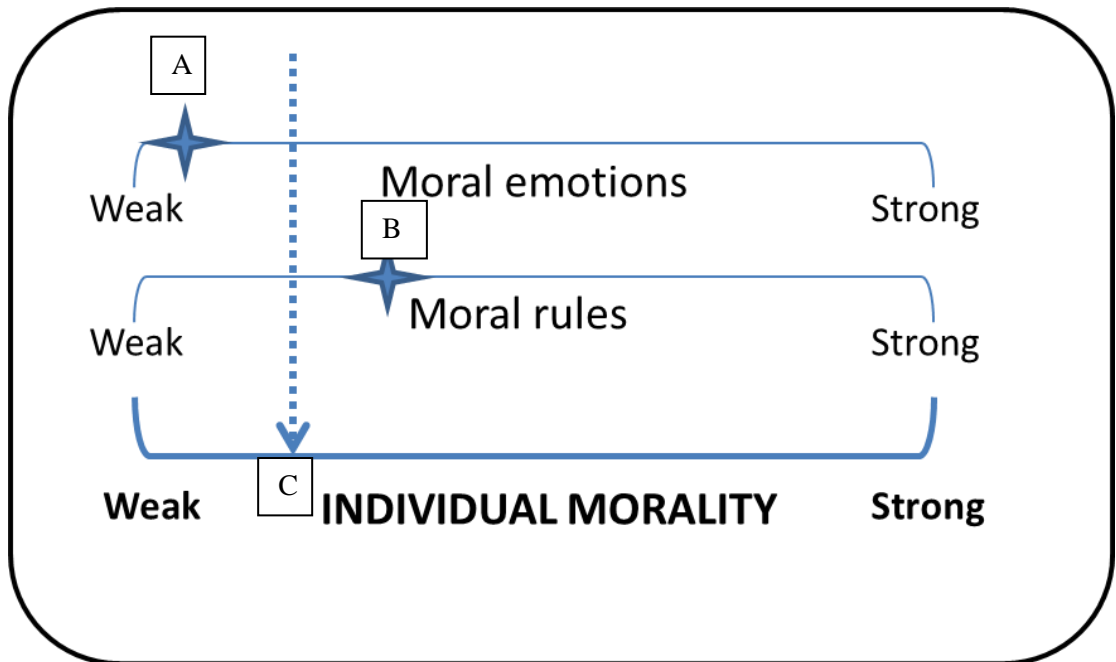 A
Moral emotions
Weak Strong
B
Moral rules
Weak Strong
C
Weak INDIVIDUAL MORALITY Strong